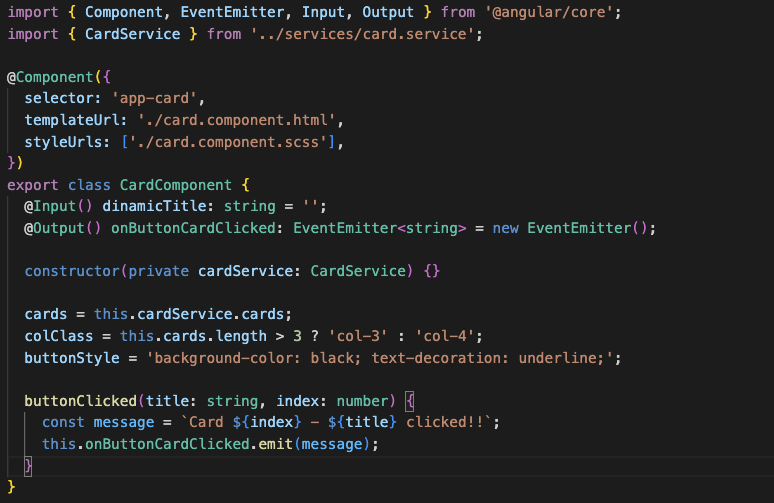 import { Component, EventEmitter, Input, Output } from '@angular/core';
import { CardService } from '../services/card.service';
@Component({
selector: 'app-card',
templateUrl: './card.component.html',
styleUrls: ['./card.component.scss'],
})
export class CardComponent {
@Input() dinamicTitle: string = '';
@Output() onButtonCardClicked: EventEmitter<string> = new EventEmitter();
constructor(private cardService: CardService) {}
cards = this.cardService.cards;
colClass = this.cards.length > 3 ? 'col-3' : 'col-4';
buttonStyle = 'background-color: black; text-decoration: underline;';
buttonClicked(title: string, index: number) {
const message = `Card ${index} - ${title} clicked!!`;
this.onButtonCardClicked.emit(message);
}
}